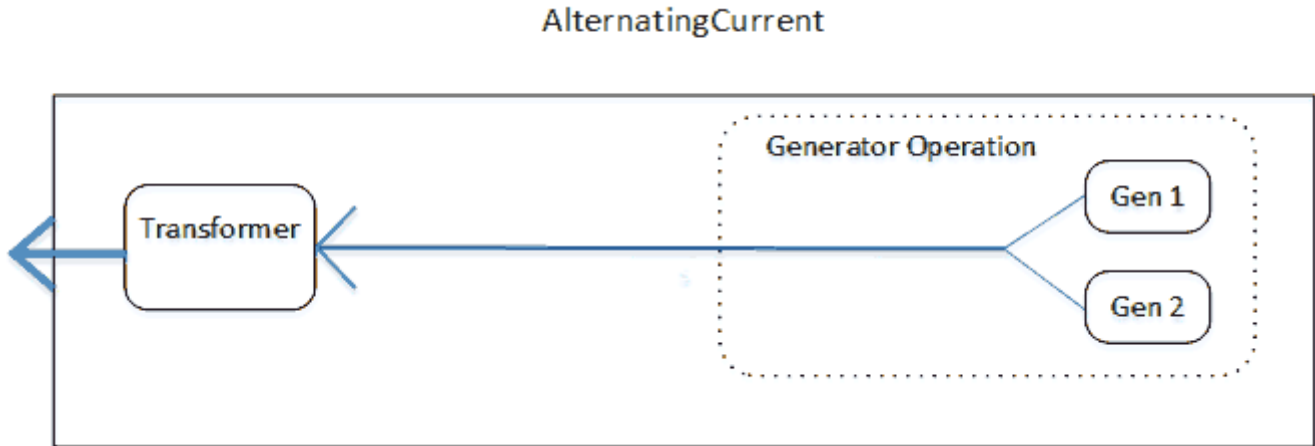 AlternatingCurrent
Generator Operation
Gen 1
Transformer
Gen 2